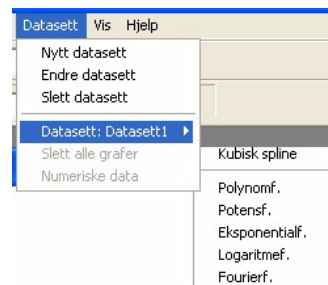 Datasett Vis Hjelp
Nytt datasett
Endre datasett
Slett datasett
Datasett: Datasett1
Slett alle grafer
Numeriske data
Kubisk spline
Polynomf.
Potensf.
Eksponentialf.
Logaritmef.
Fourierf.